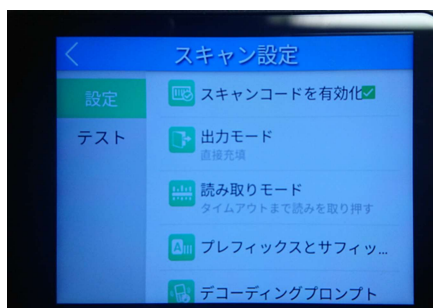 スキャン設定
設定
テスト
スキャンコードを有効化
出力モード
直接充填
読み取りモード
タイムアウトまで読みを取り押す
プレフィックスとサフィッ...
デコーディングプロンプト